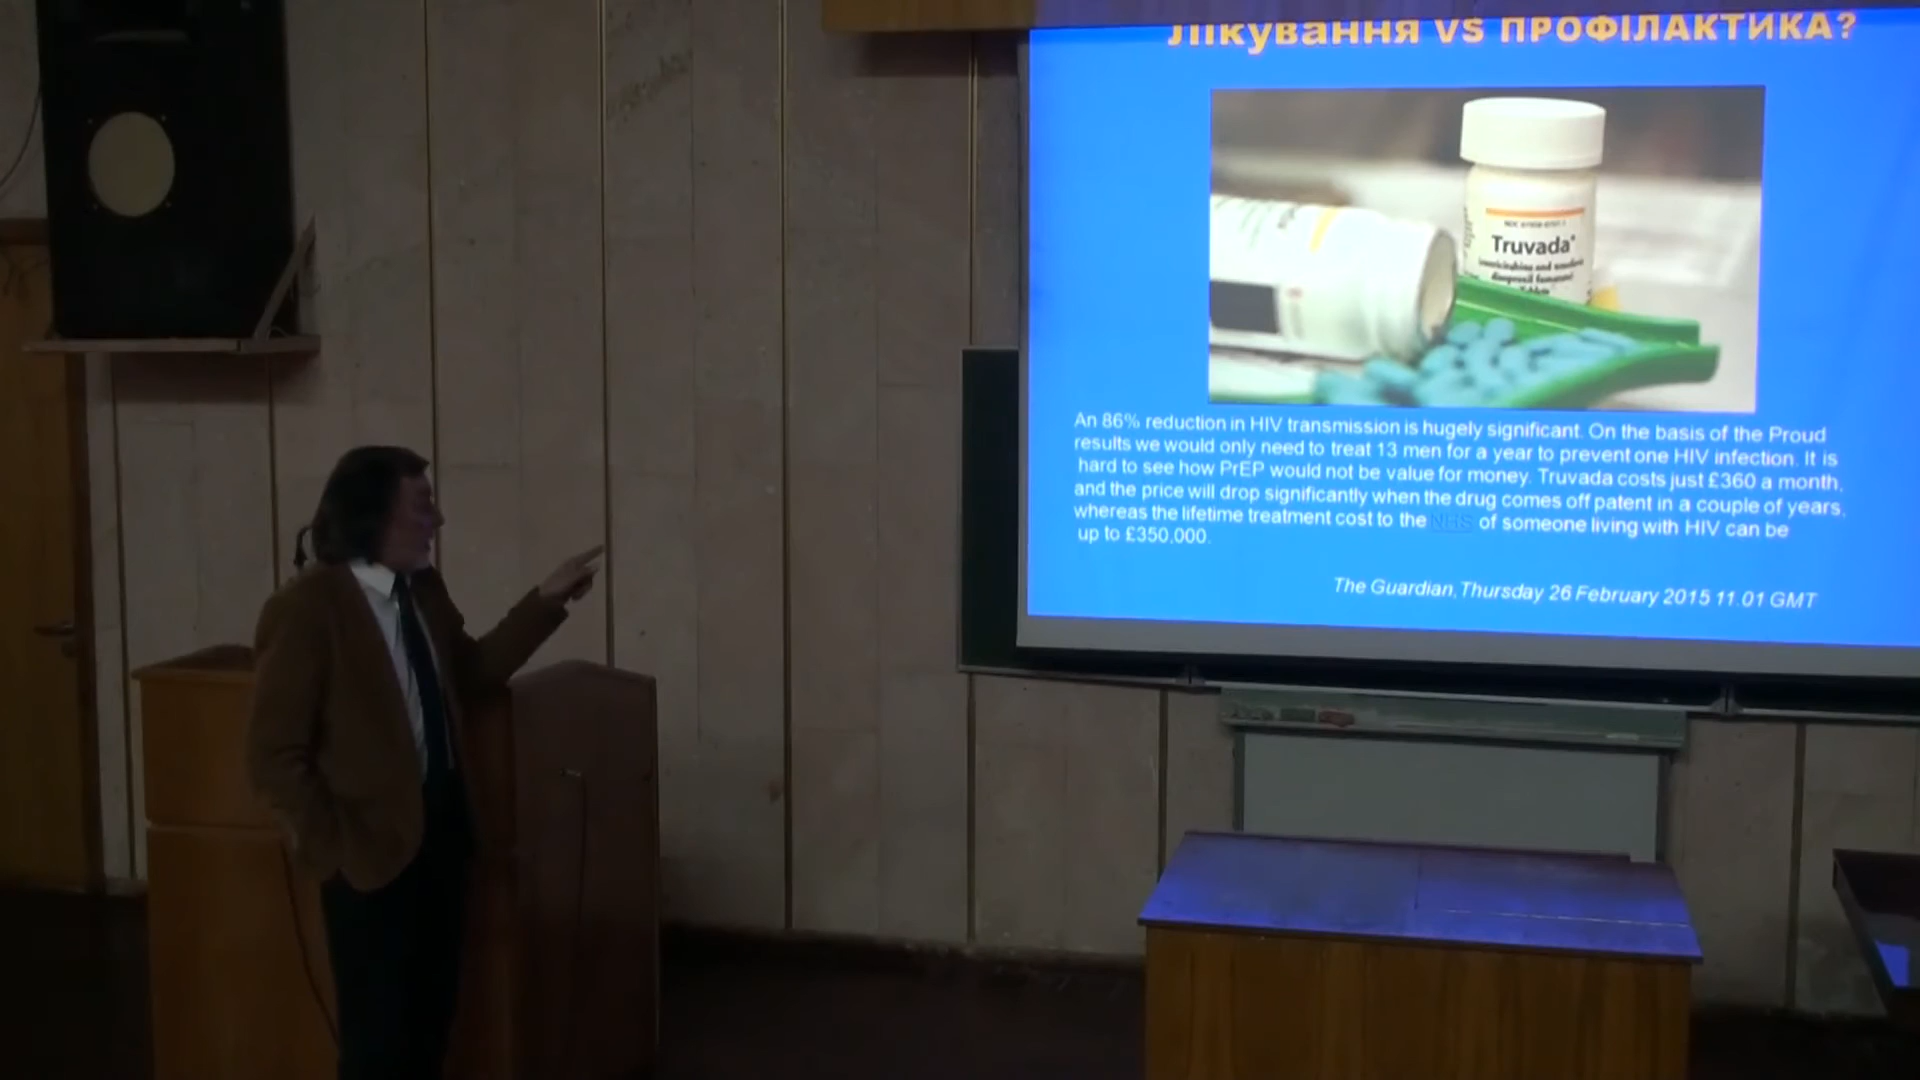 Лікування vs ПРОФІЛАКТИКА?
Truvada
An 86% reduction in HIV transmission is hugely significant. On the basis of the Proud
results we would only need to treat 13 men for a year to prevent one HIV infection. It is
hard to see how PrEP would not be value for money. Truvada costs just £360 a month,
and the price will drop significantly when the drug comes off patent in a couple of years,
whereas the lifetime treatment cost to the NHS of someone living with HIV can be
up to £350,000.
The Guardian, Thursday 26 February 2015 11.01 GMT